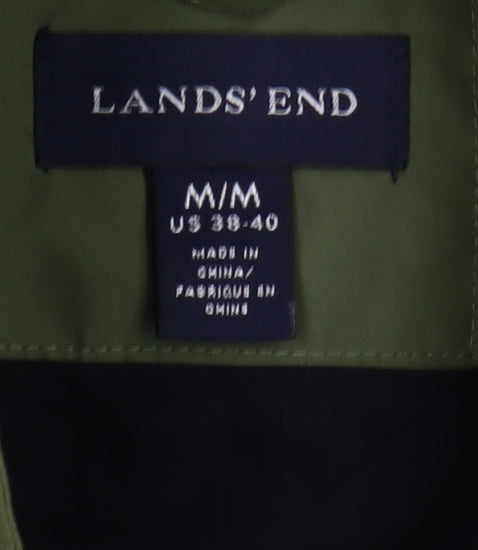 LANDS' END
M/M
US 38-40
MADE IN
CHINA/
FABRIQUE EN
CHINE